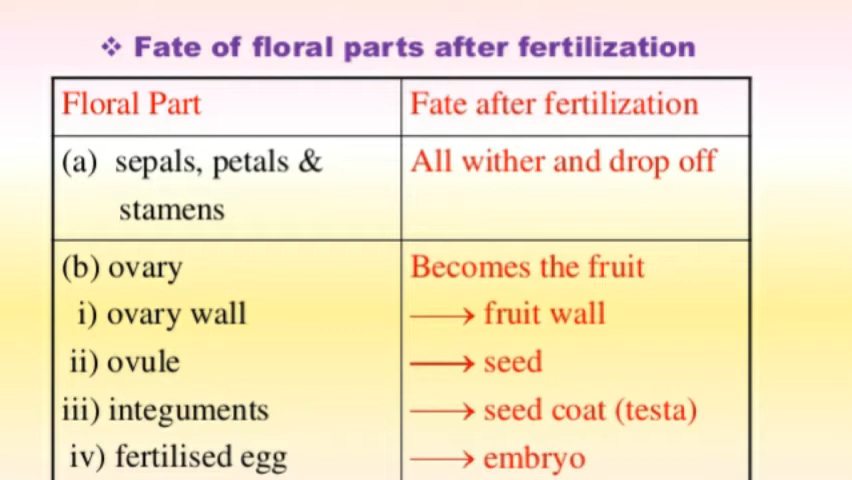 ❖ Fate of floral parts after fertilization
Floral Part Fate after fertilization
(a) sepals, petals & All wither and drop off
stamens
(b) ovary Becomes the fruit
i) ovary wall → fruit wall
ii) ovule → seed
iii) integuments → seed coat (testa)
iv) fertilised egg → embryo